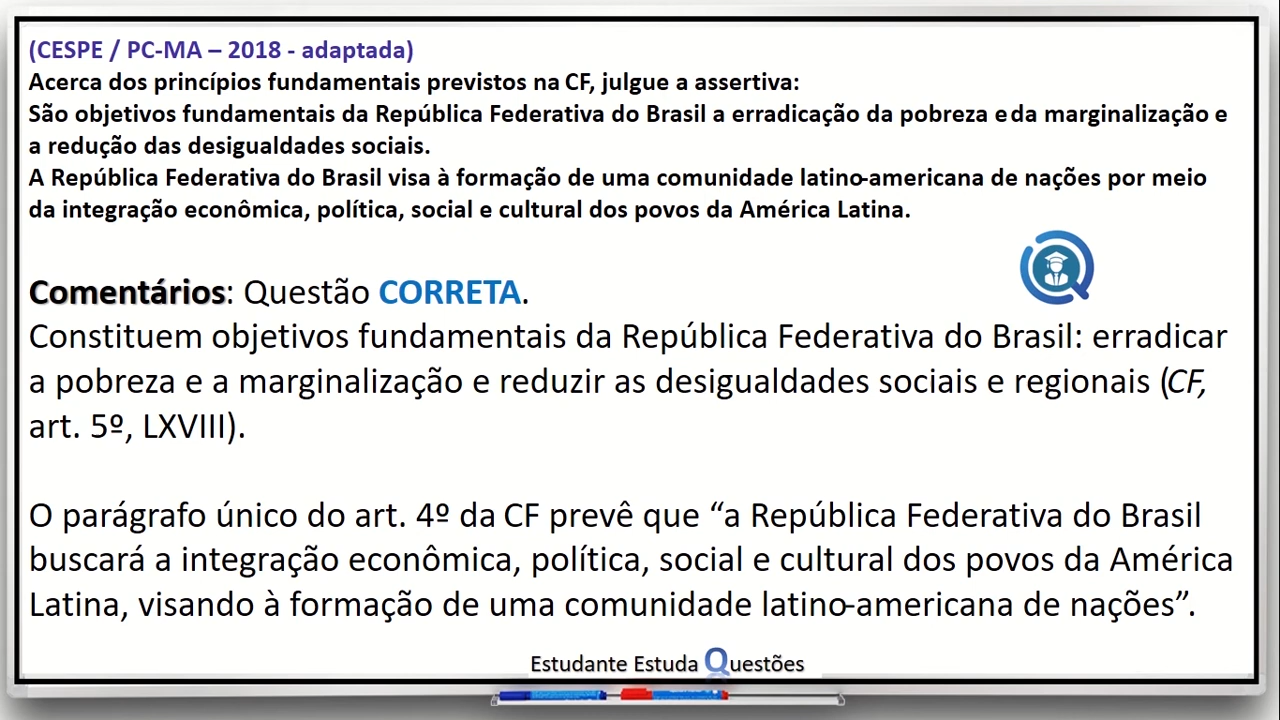 (CESPE / PC-MA – 2018 - adaptada)
Acerca dos princípios fundamentais previstos na CF, julgue a assertiva:
São objetivos fundamentais da República Federativa do Brasil a erradicação da pobreza e da marginalização e
a redução das desigualdades sociais.
A República Federativa do Brasil visa à formação de uma comunidade latino-americana de nações por meio
da integração econômica, política, social e cultural dos povos da América Latina.
Comentários: Questão CORRETA.
Constituem objetivos fundamentais da República Federativa do Brasil: erradicar
a pobreza e a marginalização e reduzir as desigualdades sociais e regionais (CF,
art. 5º, LXVIII).
O parágrafo único do art. 4º da CF prevê que “a República Federativa do Brasil
buscará a integração econômica, política, social e cultural dos povos da América
Latina, visando à formação de uma comunidade latino-americana de nações”.
Estudante Estuda Questões